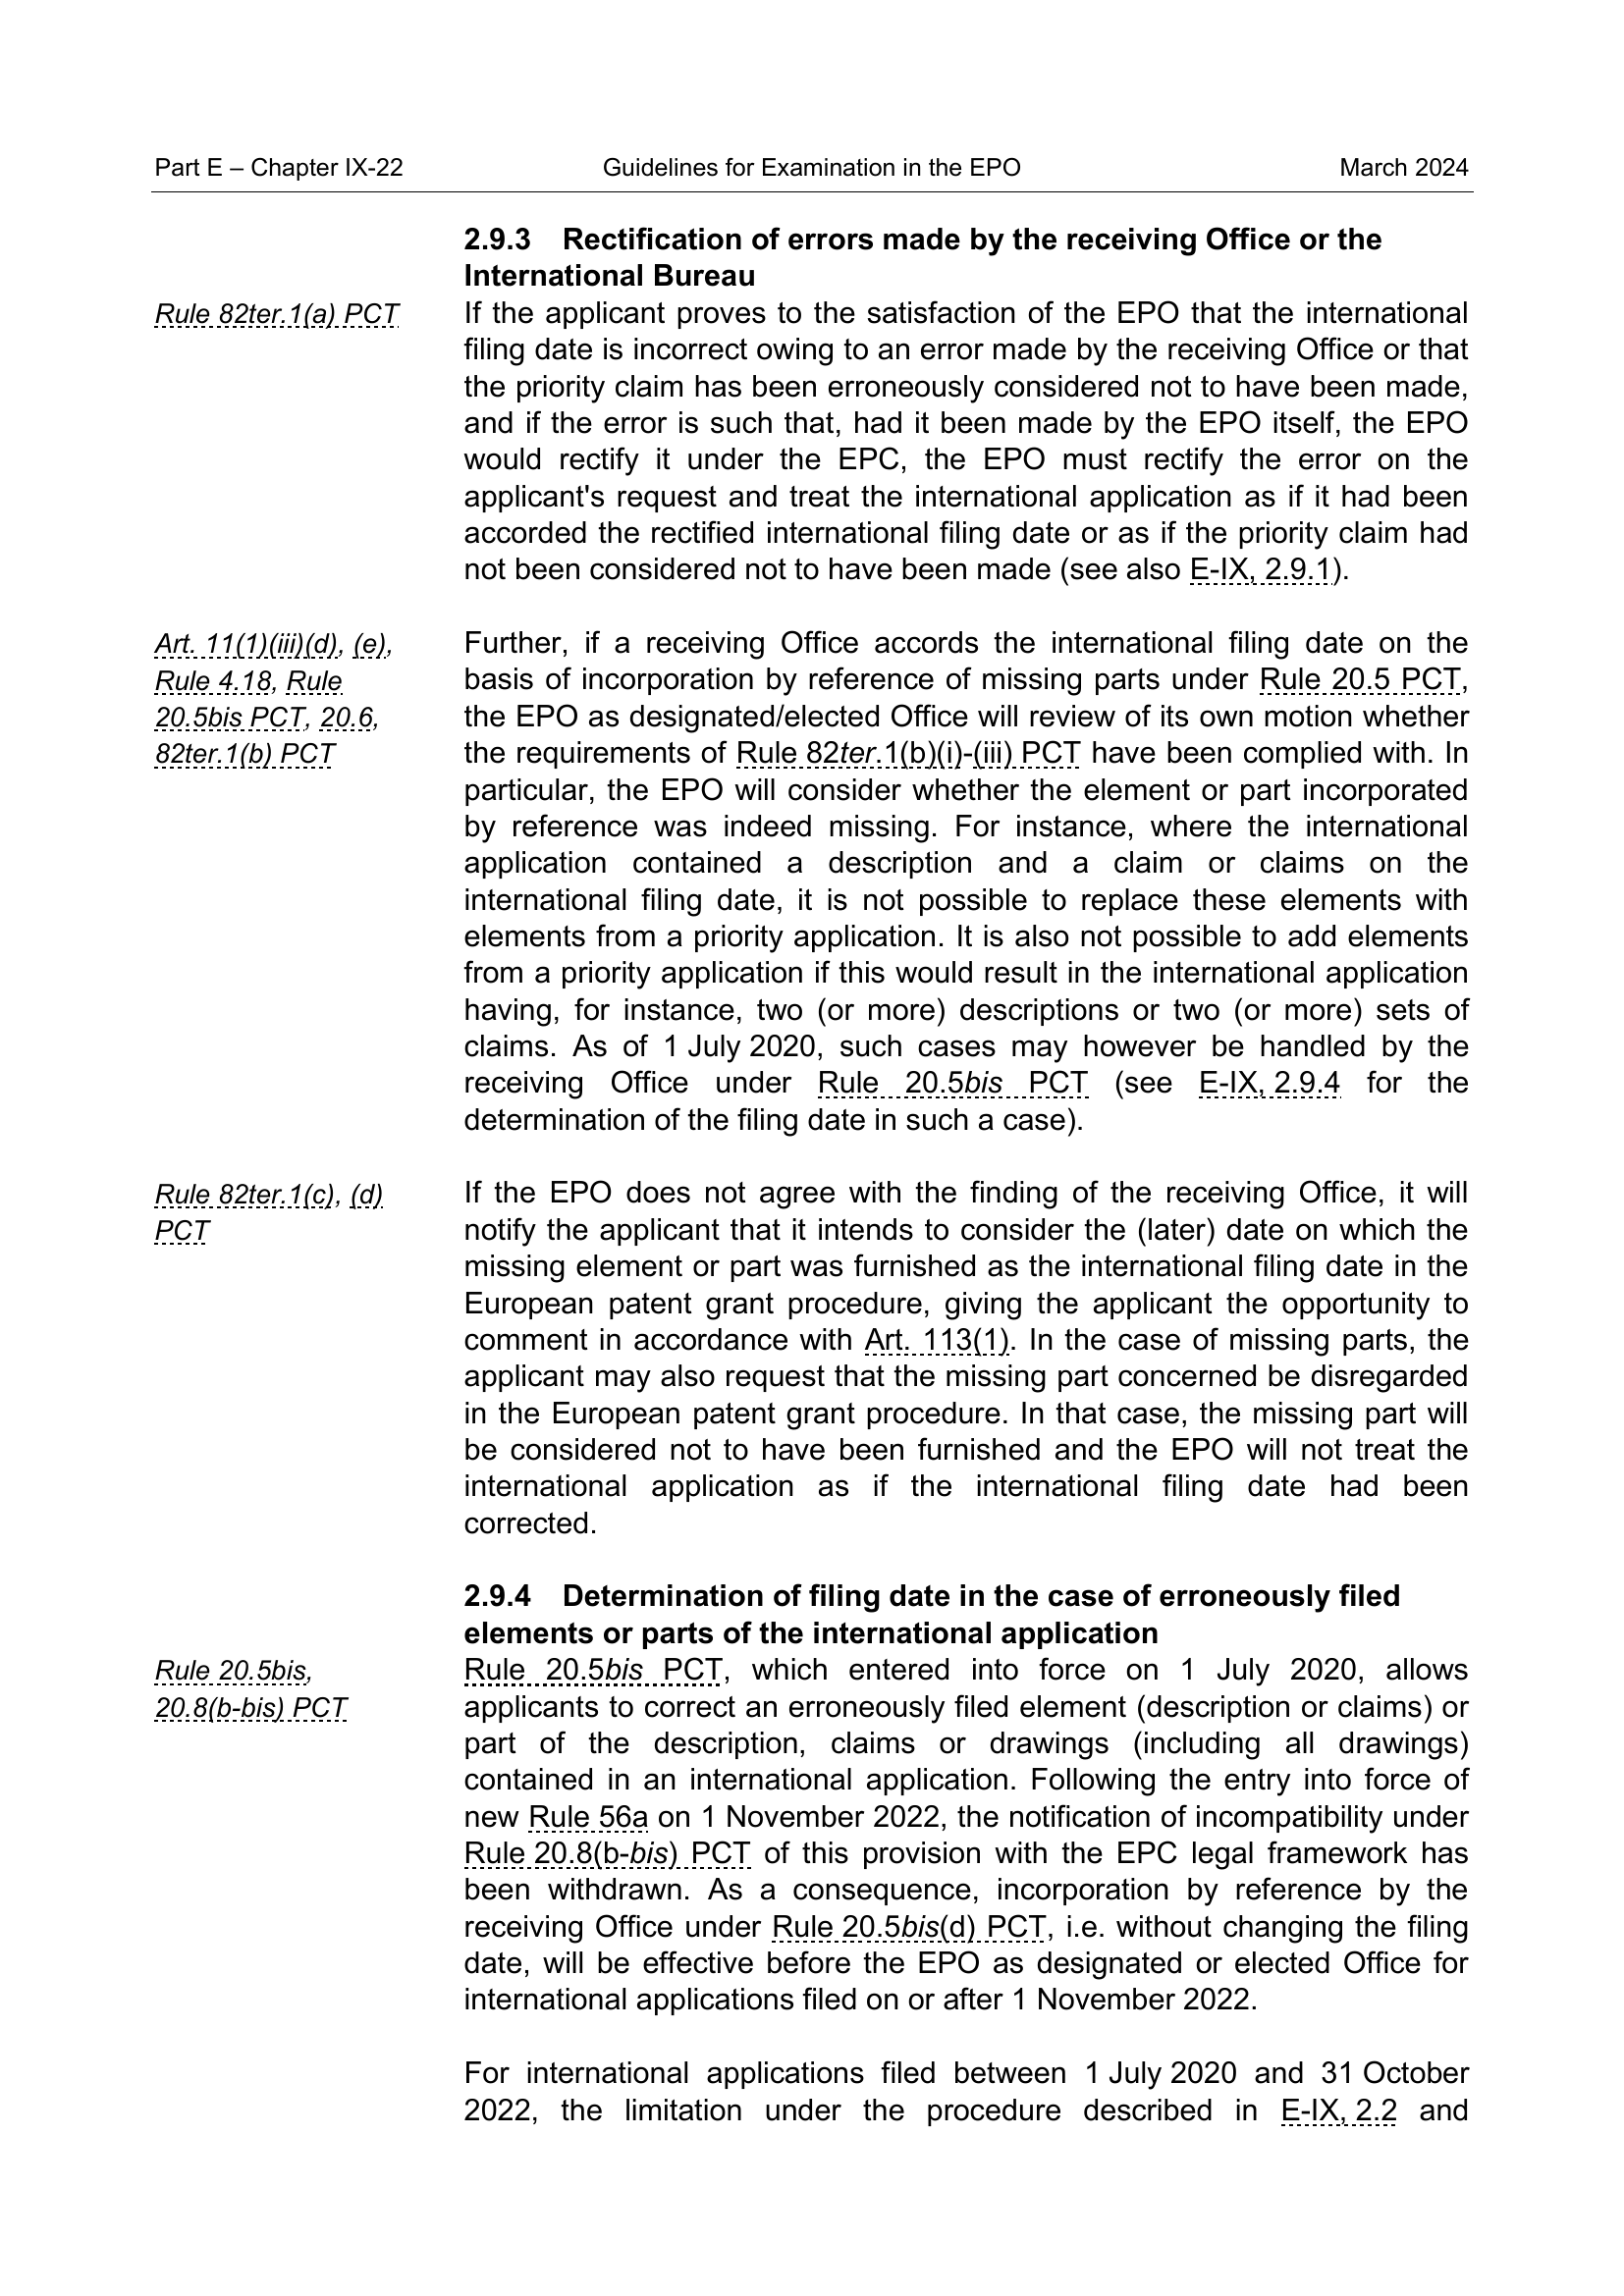 Part E – Chapter IX-22 Guidelines for Examination in the EPO March 2024
2.9.3 Rectification of errors made by the receiving Office or the
International Bureau
Rule 82ter.1(a) PCT
If the applicant proves to the satisfaction of the EPO that the international
filing date is incorrect owing to an error made by the receiving Office or that
the priority claim has been erroneously considered not to have been made,
and if the error is such that, had it been made by the EPO itself, the EPO
would rectify it under the EPC, the EPO must rectify the error on the
applicant's request and treat the international application as if it had been
accorded the rectified international filing date or as if the priority claim had
not been considered not to have been made (see also E-IX, 2.9.1).
Art. 11(1)(iii)(d), (e),
Rule 4.18, Rule
20.5bis PCT, 20.6,
82ter.1(b) PCT
Further, if a receiving Office accords the international filing date on the
basis of incorporation by reference of missing parts under Rule 20.5 PCT,
the EPO as designated/elected Office will review of its own motion whether
the requirements of Rule 82ter.1(b)(i)-(iii) PCT have been complied with. In
particular, the EPO will consider whether the element or part incorporated
by reference was indeed missing. For instance, where the international
application contained a description and a claim or claims on the
international filing date, it is not possible to replace these elements with
elements from a priority application. It is also not possible to add elements
from a priority application if this would result in the international application
having, for instance, two (or more) descriptions or two (or more) sets of
claims. As of 1 July 2020, such cases may however be handled by the
receiving Office under Rule 20.5bis PCT (see E-IX, 2.9.4 for the
determination of the filing date in such a case).
Rule 82ter.1(c), (d)
PCT
If the EPO does not agree with the finding of the receiving Office, it will
notify the applicant that it intends to consider the (later) date on which the
missing element or part was furnished as the international filing date in the
European patent grant procedure, giving the applicant the opportunity to
comment in accordance with Art. 113(1). In the case of missing parts, the
applicant may also request that the missing part concerned be disregarded
in the European patent grant procedure. In that case, the missing part will
be considered not to have been furnished and the EPO will not treat the
international application as if the international filing date had been
corrected.
2.9.4 Determination of filing date in the case of erroneously filed
elements or parts of the international application
Rule 20.5bis,
20.8(b-bis) PCT
Rule 20.5bis PCT, which entered into force on 1 July 2020, allows
applicants to correct an erroneously filed element (description or claims) or
part of the description, claims or drawings (including all drawings)
contained in an international application. Following the entry into force of
new Rule 56a on 1 November 2022, the notification of incompatibility under
Rule 20.8(b-bis) PCT of this provision with the EPC legal framework has
been withdrawn. As a consequence, incorporation by reference by the
receiving Office under Rule 20.5bis(d) PCT, i.e. without changing the filing
date, will be effective before the EPO as designated or elected Office for
international applications filed on or after 1 November 2022.
For international applications filed between 1 July 2020 and 31 October
2022, the limitation under the procedure described in E-IX, 2.2 and